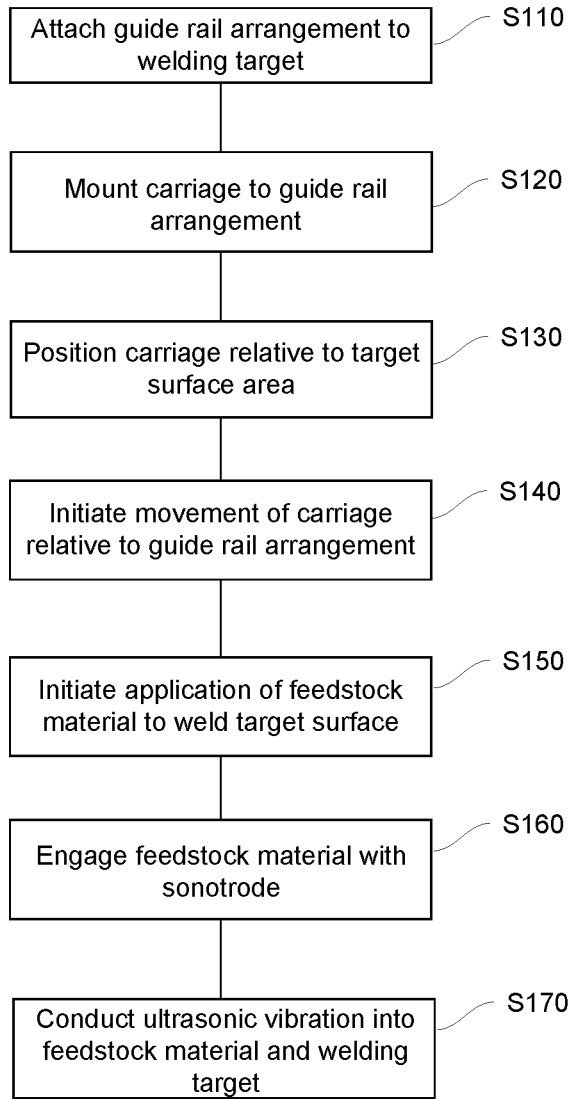 Attach guide rail arrangement to
welding target
S110
Mount carriage to guide rail
arrangement
S120
Position carriage relative to target
surface area
S130
Initiate movement of carriage
relative to guide rail arrangement
S140
Initiate application of feedstock
material to weld target surface
S150
Engage feedstock material with
sonotrode
S160
Conduct ultrasonic vibration into
feedstock material and welding
target
S170